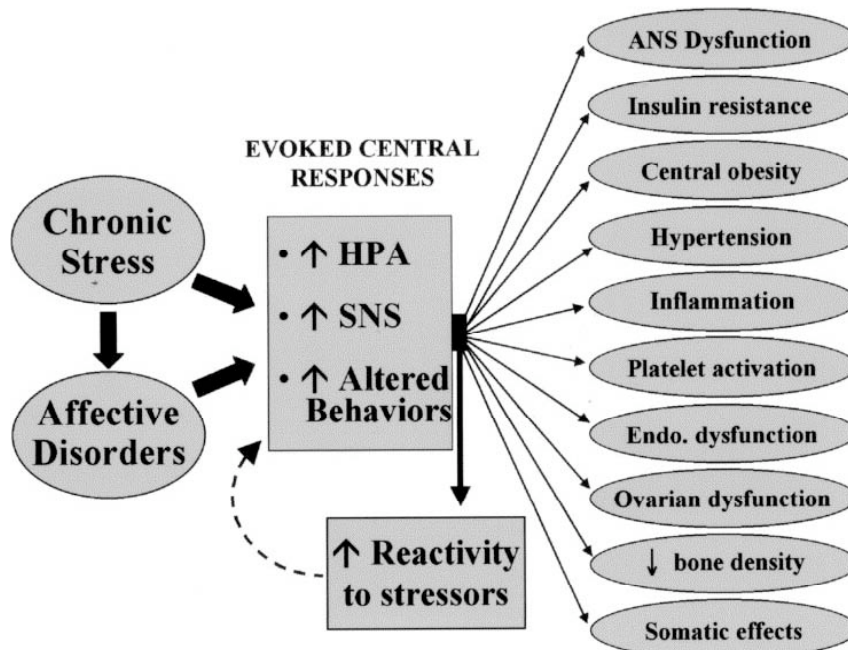 EVOKED CENTRAL
RESPONSES
Chronic
Stress
Affective
Disorders
• ↑ HPA
• ↑ SNS
• ↑ Altered
Behaviors
↑ Reactivity
to stressors
ANS Dysfunction
Insulin resistance
Central obesity
Hypertension
Inflammation
Platelet activation
Endo. dysfunction
Ovarian dysfunction
↓ bone density
Somatic effects